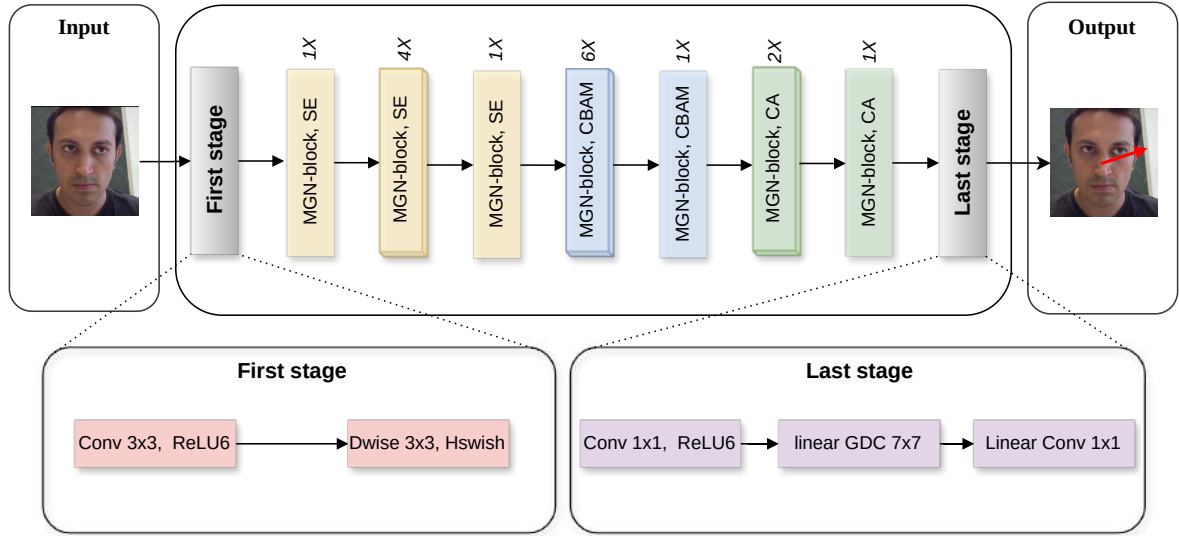 Input
Output
1X
4X
1X
6X
1X
2X
1X
First stage
MGN-block, SE
MGN-block, SE
MGN-block, SE
MGN-block, CBAM
MGN-block, CBAM
MGN-block, CA
MGN-block, CA
Last stage
First stage
Conv 3x3, ReLU6
Dwise 3x3, Hswish
Last stage
Conv 1x1, ReLU6
linear GDC 7x7
Linear Conv 1x1